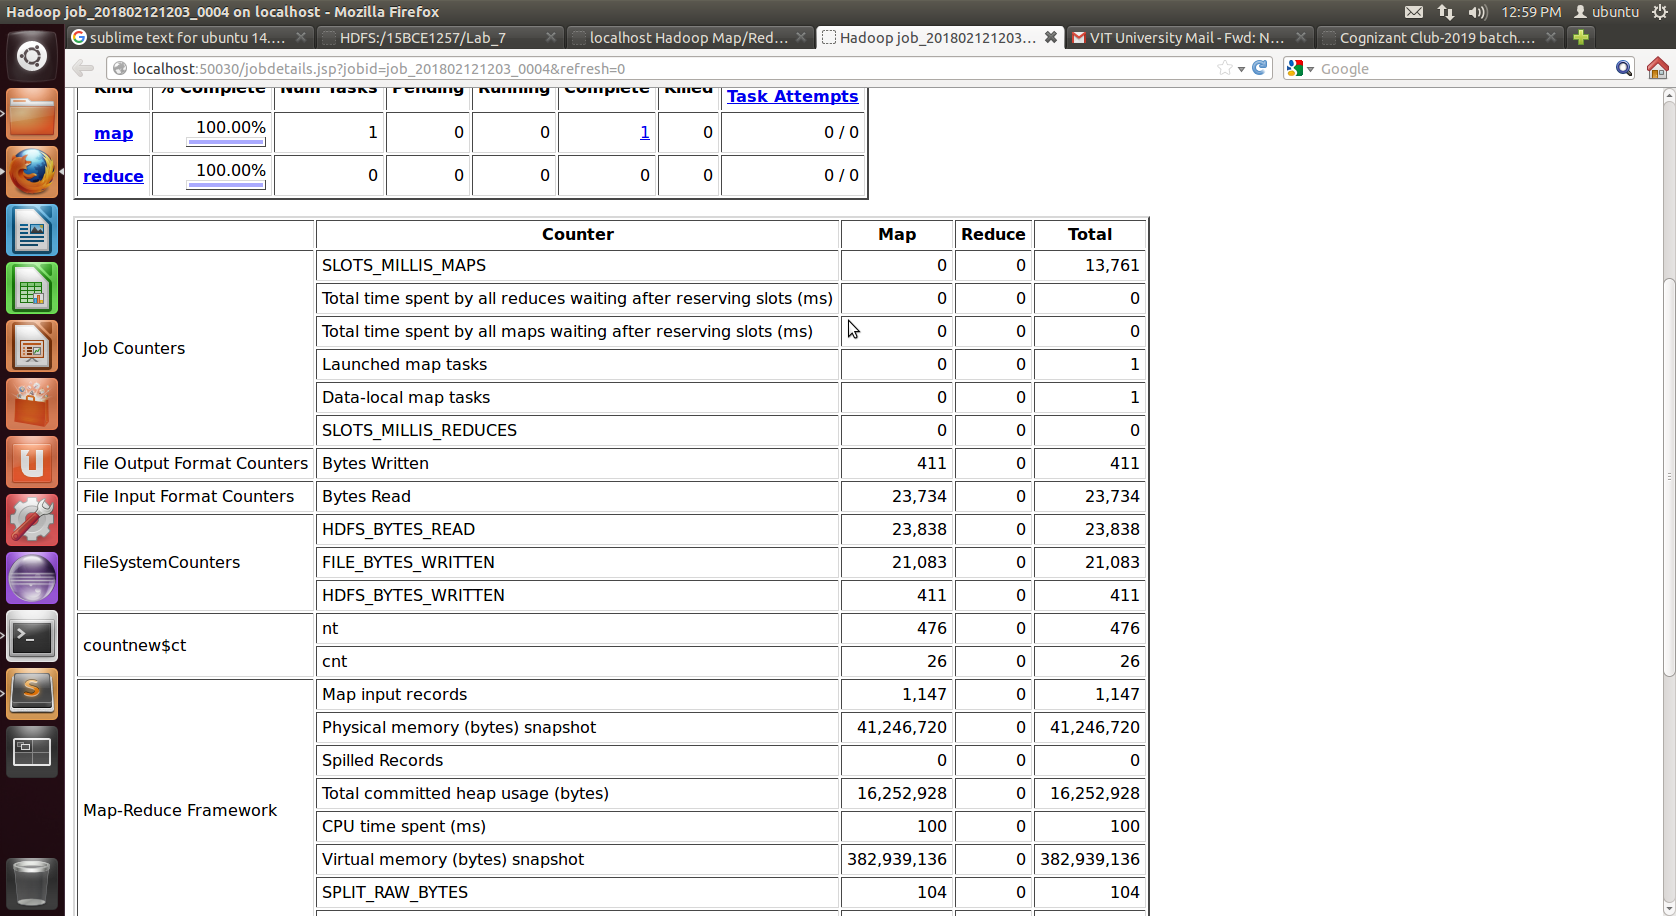 Hadoop job_201802121203_0004 on localhost - Mozilla Firefox
12:59 PM ubuntu
sublime text for ubuntu 14.... HDFS:/15BCE1257/Lab_7 localhost Hadoop Map/Red... Hadoop job_201802121203... VIT University Mail - Fwd: N... Cognizant Club-2019 batch....
localhost:50030/jobdetails.jsp?jobid=job_201802121203_0004&refresh=0 Google
Kind % Complete Num Tasks Pending Running Complete Killed Task Attempts
map 100.00% 1 0 0 1 0 0 / 0
reduce 100.00% 0 0 0 0 0 0 / 0
Counter Map Reduce Total
Job Counters
SLOTS_MILLIS_MAPS 0 0 13,761
Total time spent by all reduces waiting after reserving slots (ms) 0 0 0
Total time spent by all maps waiting after reserving slots (ms) 0 0 0
Launched map tasks 0 0 1
Data-local map tasks 0 0 1
SLOTS_MILLIS_REDUCES 0 0 0
File Output Format Counters Bytes Written 411 0 411
File Input Format Counters Bytes Read 23,734 0 23,734
FileSystemCounters
HDFS_BYTES_READ 23,838 0 23,838
FILE_BYTES_WRITTEN 21,083 0 21,083
HDFS_BYTES_WRITTEN 411 0 411
countnew$ct
nt 476 0 476
cnt 26 0 26
Map-Reduce Framework
Map input records 1,147 0 1,147
Physical memory (bytes) snapshot 41,246,720 0 41,246,720
Spilled Records 0 0 0
Total committed heap usage (bytes) 16,252,928 0 16,252,928
CPU time spent (ms) 100 0 100
Virtual memory (bytes) snapshot 382,939,136 0 382,939,136
SPLIT_RAW_BYTES 104 0 104